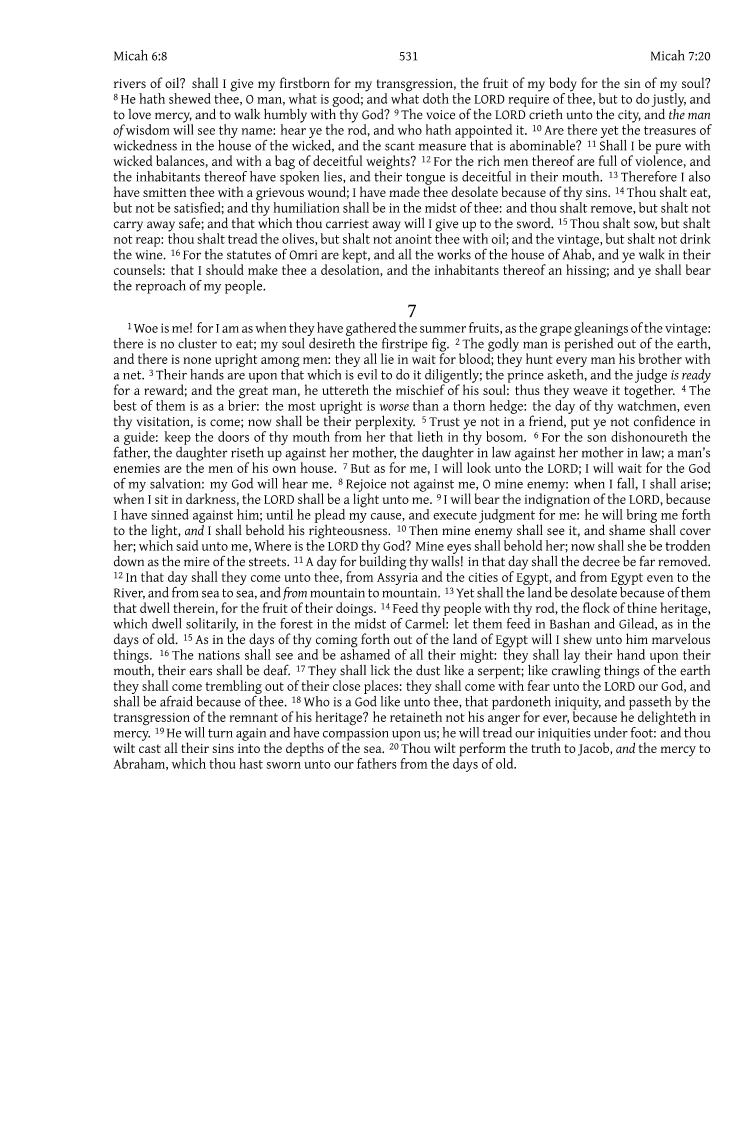 Micah 6:8 531 Micah 7:20
rivers of oil? shall I give my firstborn for my transgression, the fruit of my body for the sin of my soul?
8 He hath shewed thee, O man, what is good; and what doth the LORD require of thee, but to do justly, and
to love mercy, and to walk humbly with thy God? 9 The voice of the LORD crieth unto the city, and the man
of wisdom will see thy name: hear ye the rod, and who hath appointed it. 10 Are there yet the treasures of
wickedness in the house of the wicked, and the scant measure that is abominable? 11 Shall I be pure with
wicked balances, and with a bag of deceitful weights? 12 For the rich men thereof are full of violence, and
the inhabitants thereof have spoken lies, and their tongue is deceitful in their mouth. 13 Therefore I also
have smitten thee with a grievous wound; I have made thee desolate because of thy sins. 14 Thou shalt eat,
but not be satisfied; and thy humiliation shall be in the midst of thee: and thou shalt remove, but shalt not
carry away safe; and that which thou carriest away will I give up to the sword. 15 Thou shalt sow, but shalt
not reap: thou shalt tread the olives, but shalt not anoint thee with oil; and the vintage, but shalt not drink
the wine. 16 For the statutes of Omri are kept, and all the works of the house of Ahab, and ye walk in their
counsels: that I should make thee a desolation, and the inhabitants thereof an hissing; and ye shall bear
the reproach of my people.
7
1 Woe is me! for I am as when they have gathered the summer fruits, as the grape gleanings of the vintage:
there is no cluster to eat; my soul desireth the firstripe fig. 2 The godly man is perished out of the earth,
and there is none upright among men: they all lie in wait for blood; they hunt every man his brother with
a net. 3 Their hands are upon that which is evil to do it diligently; the prince asketh, and the judge is ready
for a reward; and the great man, he uttereth the mischief of his soul: thus they weave it together. 4 The
best of them is as a brier: the most upright is worse than a thorn hedge: the day of thy watchmen, even
thy visitation, is come; now shall be their perplexity. 5 Trust ye not in a friend, put ye not confidence in
a guide: keep the doors of thy mouth from her that lieth in thy bosom. 6 For the son dishonoureth the
father, the daughter riseth up against her mother, the daughter in law against her mother in law; a man's
enemies are the men of his own house. 7 But as for me, I will look unto the LORD; I will wait for the God
of my salvation: my God will hear me. 8 Rejoice not against me, O mine enemy: when I fall, I shall arise;
when I sit in darkness, the LORD shall be a light unto me. 9 I will bear the indignation of the LORD, because
I have sinned against him; until he plead my cause, and execute judgment for me: he will bring me forth
to the light, and I shall behold his righteousness. 10 Then mine enemy shall see it, and shame shall cover
her; which said unto me, Where is the LORD thy God? Mine eyes shall behold her; now shall she be trodden
down as the mire of the streets. 11 A day for building thy walls! in that day shall the decree be far removed.
12 In that day shall they come unto thee, from Assyria and the cities of Egypt, and from Egypt even to the
River, and from sea to sea, and from mountain to mountain. 13 Yet shall the land be desolate because of them
that dwell therein, for the fruit of their doings. 14 Feed thy people with thy rod, the flock of thine heritage,
which dwell solitarily, in the forest in the midst of Carmel: let them feed in Bashan and Gilead, as in the
days of old. 15 As in the days of thy coming forth out of the land of Egypt will I shew unto him marvelous
things. 16 The nations shall see and be ashamed of all their might: they shall lay their hand upon their
mouth, their ears shall be deaf. 17 They shall lick the dust like a serpent; like crawling things of the earth
they shall come trembling out of their close places: they shall come with fear unto the LORD our God, and
shall be afraid because of thee. 18 Who is a God like unto thee, that pardoneth iniquity, and passeth by the
transgression of the remnant of his heritage? he retaineth not his anger for ever, because he delighteth in
mercy. 19 He will turn again and have compassion upon us; he will tread our iniquities under foot: and thou
wilt cast all their sins into the depths of the sea. 20 Thou wilt perform the truth to Jacob, and the mercy to
Abraham, which thou hast sworn unto our fathers from the days of old.